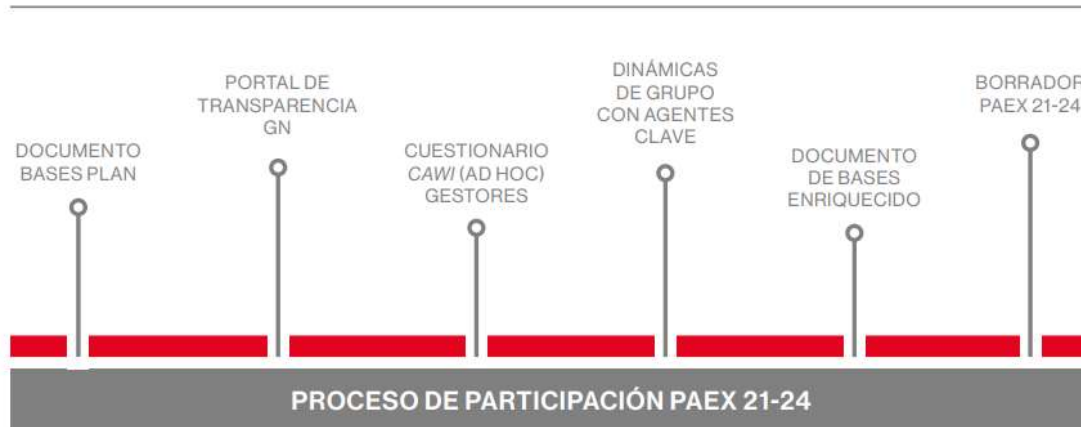 DOCUMENTO
BASES PLAN
PORTAL DE
TRANSPARENCIA
GN
CUESTIONARIO
CAWI (AD HOC)
GESTORES
DINÁMICAS
DE GRUPO
CON AGENTES
CLAVE
DOCUMENTO
DE BASES
ENRIQUECIDO
BORRADOR
PAEX 21-24
PROCESO DE PARTICIPACIÓN PAEX 21-24